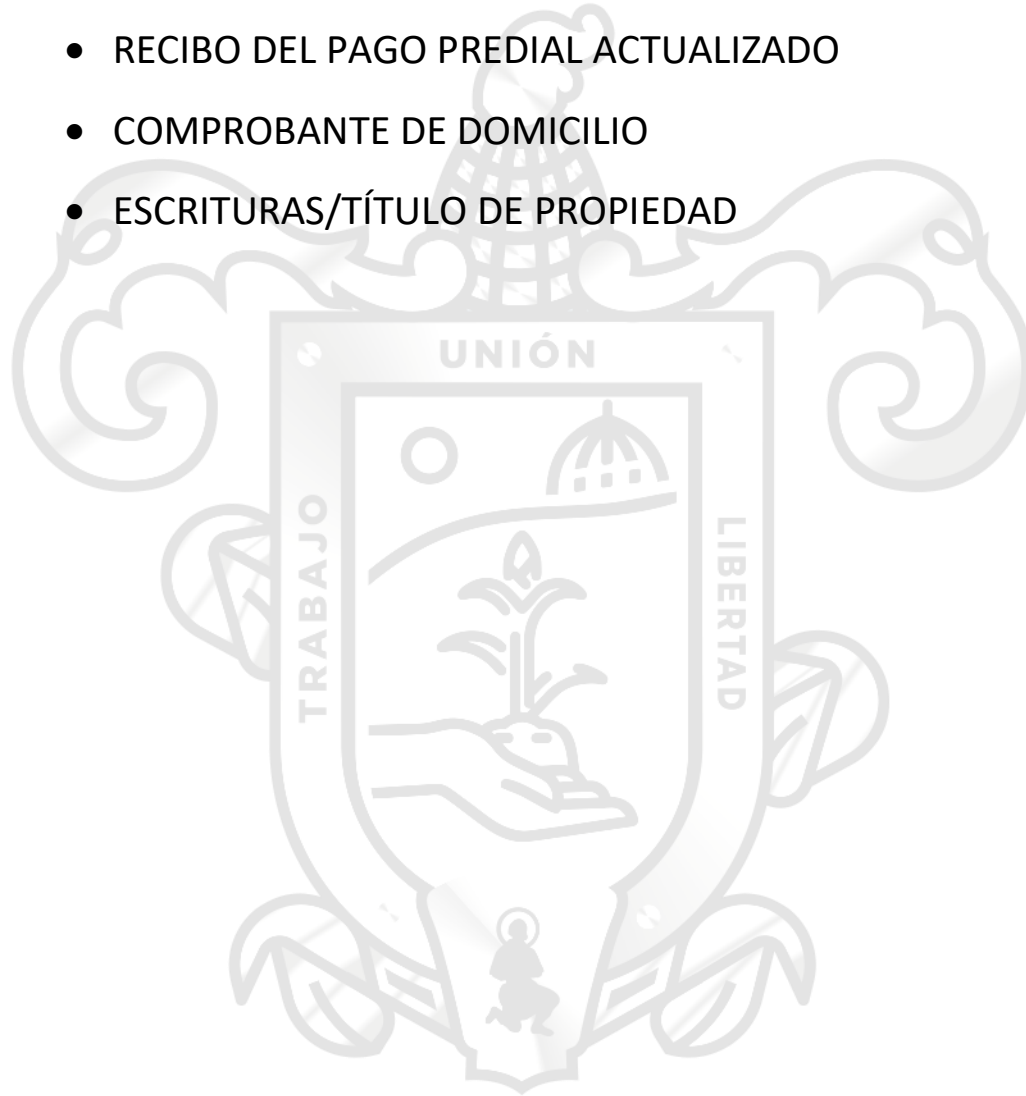 • RECIBO DEL PAGO PREDIAL ACTUALIZADO
• COMPROBANTE DE DOMICILIO
• ESCRITURAS/TÍTULO DE PROPIEDAD
UNIÓN
TRABAJO
LIBERTAD